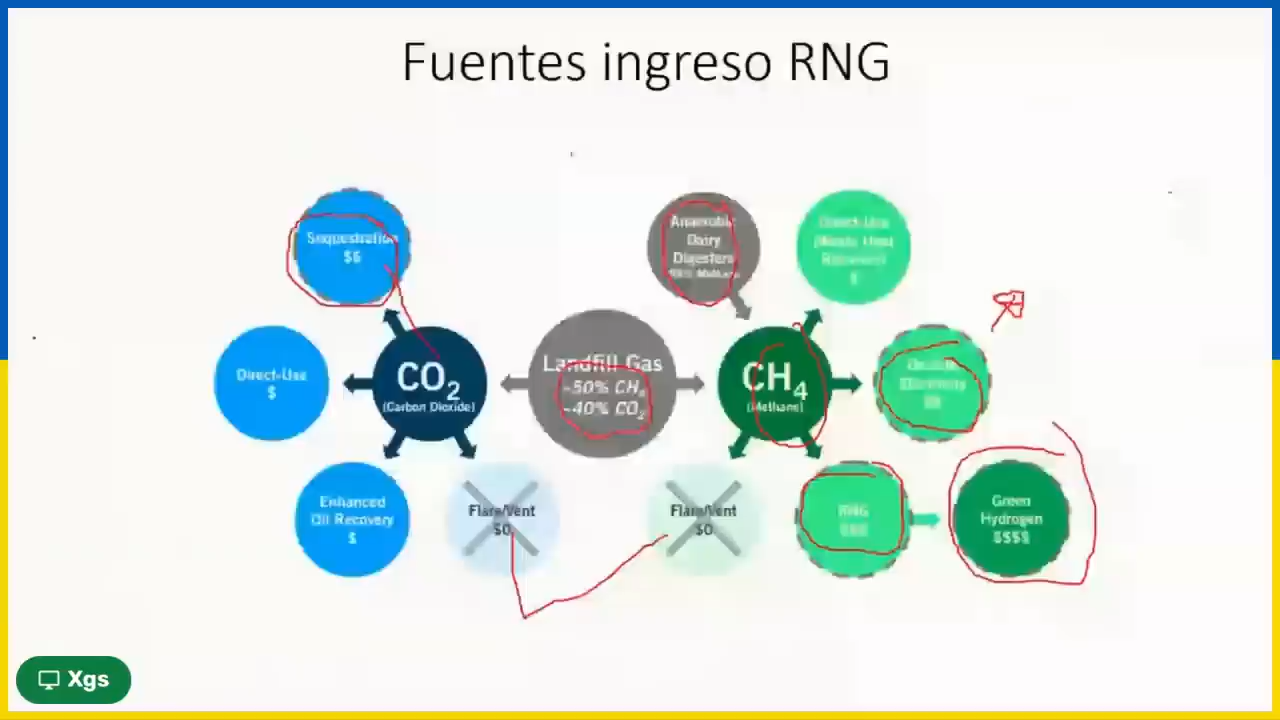 Fuentes ingreso RNG
Sequestration
$$
Anaerobic
Dairy
Digesters
Direct-Use
$
Direct-Use
$
CO2
(Carbon Dioxide)
Landfill Gas
~50% CH4
~40% CO2
CH4
(Methane)
Electricity
$$
Enhanced
Oil Recovery
$
Flare/Vent
$0
Flare/Vent
$0
RNG
$$$
Green
Hydrogen
$$$$
Xgs